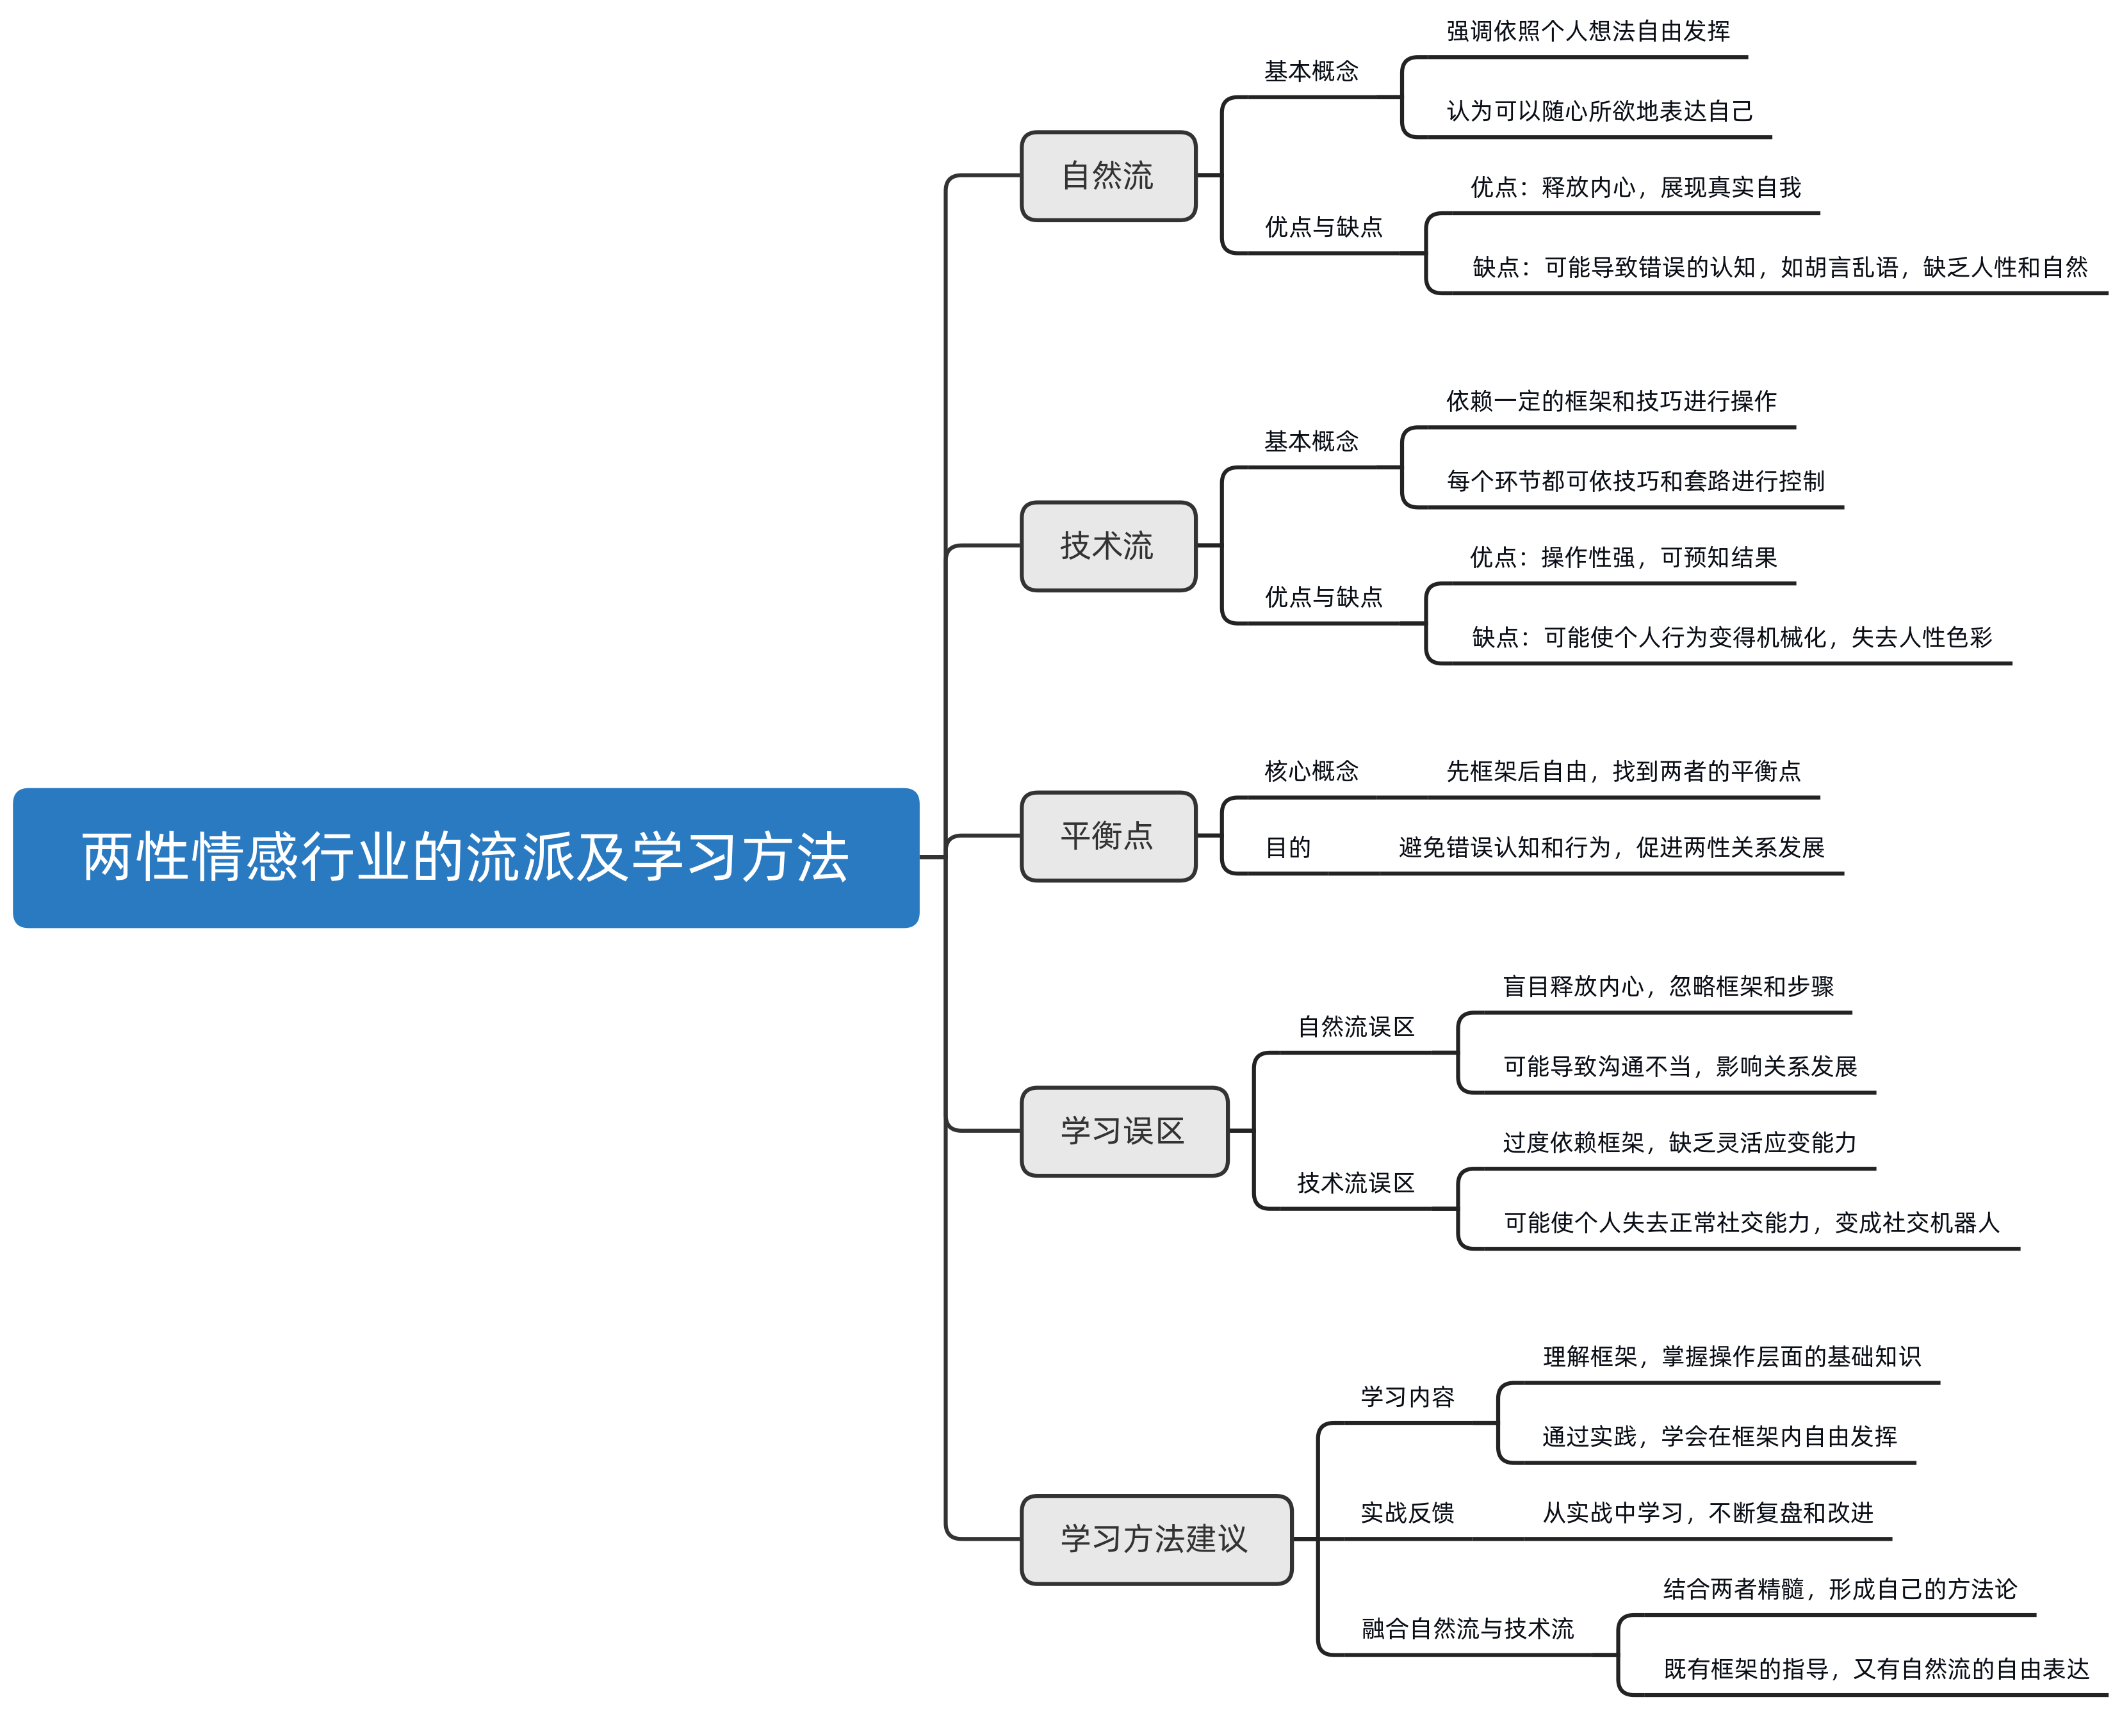 两性情感行业的流派及学习方法
自然流
基本概念
强调依照个人想法自由发挥
认为可以随心所欲地表达自己
优点与缺点
优点：释放内心，展现真实自我
缺点：可能导致错误的认知，如胡言乱语，缺乏人性和自然
技术流
基本概念
依赖一定的框架和技巧进行操作
每个环节都可依技巧和套路进行控制
优点与缺点
优点：操作性强，可预知结果
缺点：可能使个人行为变得机械化，失去人性色彩
平衡点
核心概念
先框架后自由，找到两者的平衡点
目的
避免错误认知和行为，促进两性关系发展
学习误区
自然流误区
盲目释放内心，忽略框架和步骤
可能导致沟通不当，影响关系发展
技术流误区
过度依赖框架，缺乏灵活应变能力
可能使个人失去正常社交能力，变成社交机器人
学习方法建议
学习内容
理解框架，掌握操作层面的基础知识
通过实践，学会在框架内自由发挥
实战反馈
从实战中学习，不断复盘和改进
融合自然流与技术流
结合两者精髓，形成自己的方法论
既有框架的指导，又有自然流的自由表达